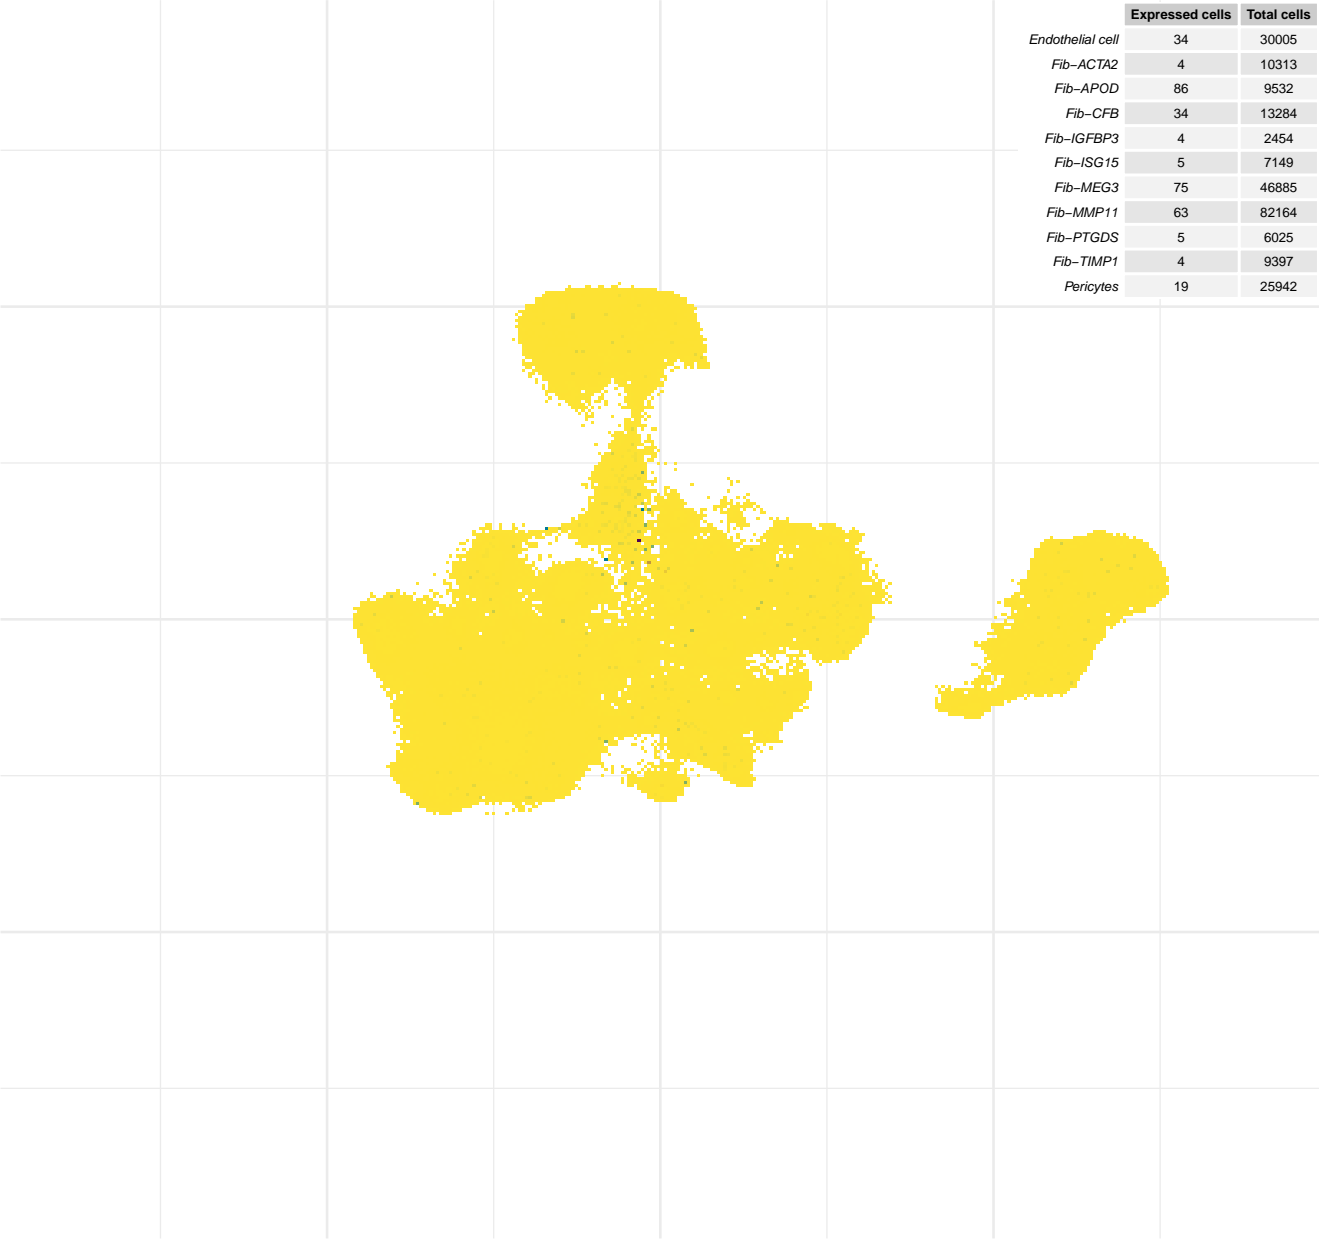 Expressed cells Total cells
Endothelial cell 34 30005
Fib−ACTA2 4 10313
Fib−APOD 86 9532
Fib−CFB 34 13284
Fib−IGFBP3 4 2454
Fib−ISG15 5 7149
Fib−MEG3 75 46885
Fib−MMP11 63 82164
Fib−PTGDS 5 6025
Fib−TIMP1 4 9397
Pericytes 19 25942